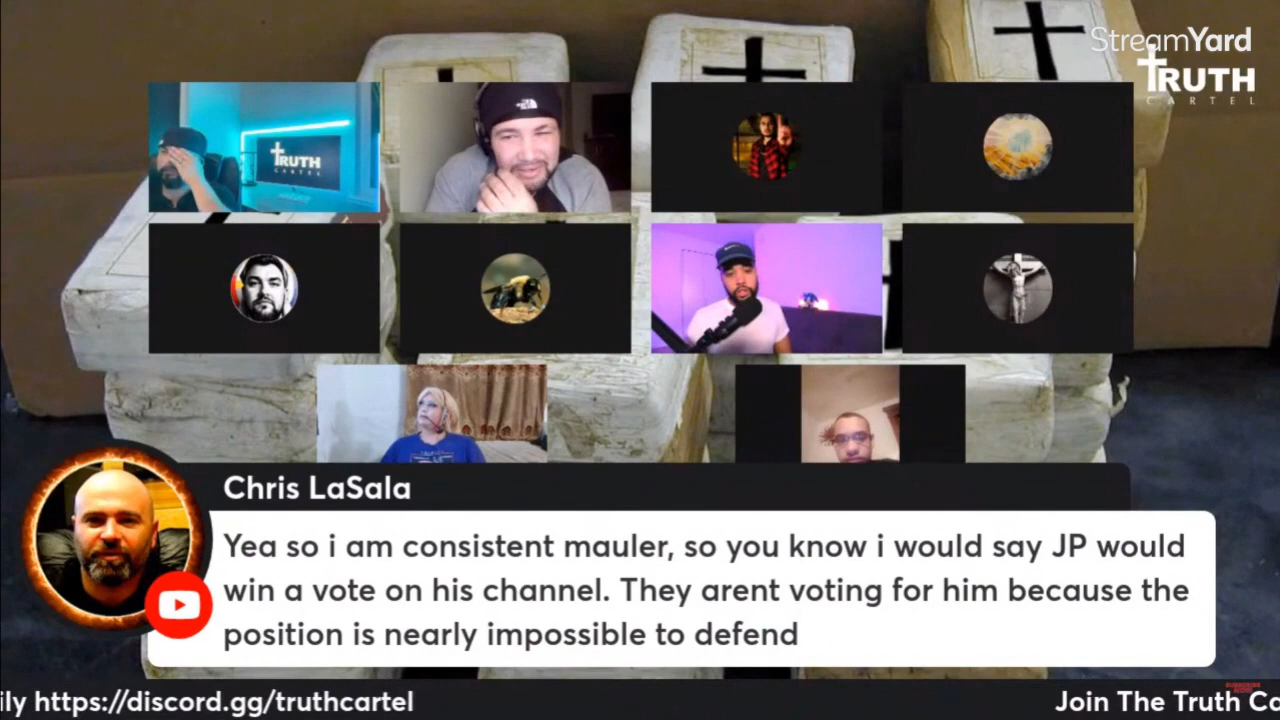 StreamYard
TRUTH
CARTEL
TRUTH
CARTEL
Chris LaSala
Yea so i am consistent mauler, so you know i would say JP would
win a vote on his channel. They arent voting for him because the
position is nearly impossible to defend
ily https://discord.gg/truthcartel
Join The Truth Ca